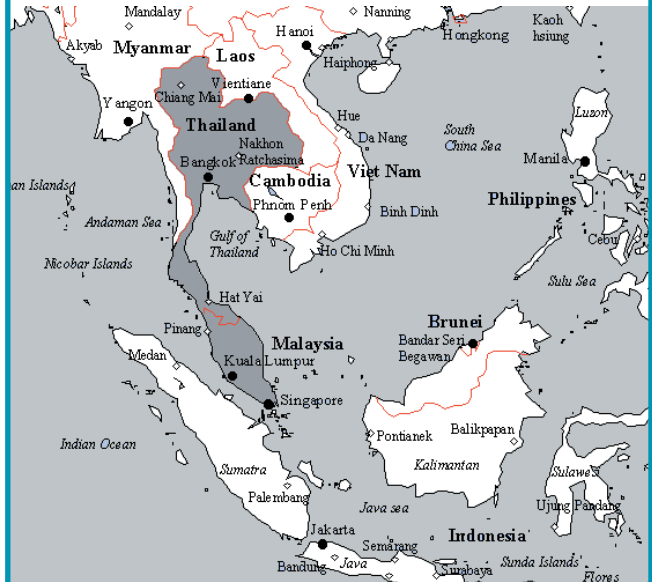 Mandalay
Nanning
Kaoh
hsiung
Hanoi
Hongkong
Akyab
Myanmar
Laos
Haiphong
Vientiane
Chiang Mai
Yangon
Luzon
Hue
Thailand
South
China Sea
Da Nang
Nakhon
Ratchasima
Manila
Bangkok
Viet Nam
Cambodia
an Islands
Philippines
Phnom Penh
Binh Dinh
Andaman Sea
Gulf of
Thailand
Cebu
Ho Chi Minh
Nicobar Islands
Sulu Sea
Hat Yai
Brunei
Pinang
Malaysia
Bandar Seri
Begawan
Medan
Kuala Lumpur
Singapore
Balikpapan
Pontianek
Indian Ocean
Kalimantan
Sumatra
Sulawes
Palembang
Ujung Pandang
Java sea
Jakarta
Indonesia
Semarang
Bandung
Java
Surabaya
Sunda Islands
Flores